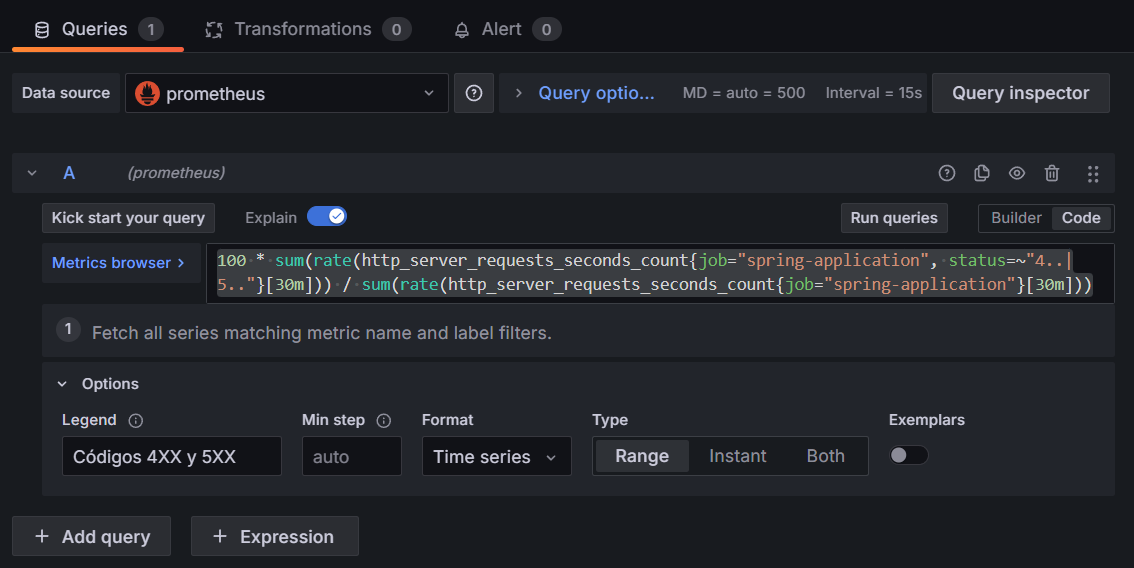 Queries 1 Transformations 0 Alert 0
Data source prometheus Query optio... MD = auto = 500 Interval = 15s Query inspector
A (prometheus)
Kick start your query Explain Run queries Builder Code
Metrics browser > 100 * sum(rate(http_server_requests_seconds_count{job="spring-application", status=~"4..|
5.."}[30m])) / sum(rate(http_server_requests_seconds_count{job="spring-application"}[30m]))
1 Fetch all series matching metric name and label filters.
Options
Legend Min step Format Type Exemplars
Códigos 4XX y 5XX auto Time series Range Instant Both
+ Add query + Expression